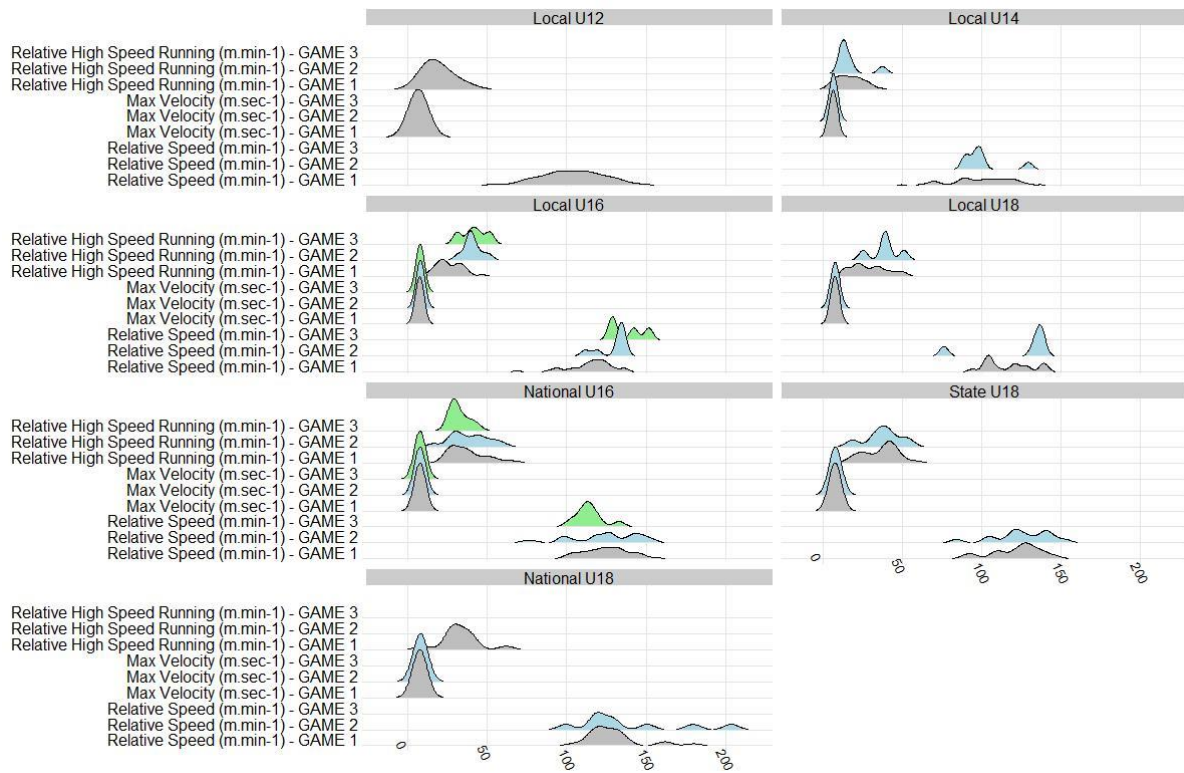 Local U12
Local U14
Relative High Speed Running (m.min-1) - GAME 3
Relative High Speed Running (m.min-1) - GAME 2
Relative High Speed Running (m.min-1) - GAME 1
Max Velocity (m.sec-1) - GAME 3
Max Velocity (m.sec-1) - GAME 2
Max Velocity (m.sec-1) - GAME 1
Relative Speed (m.min-1) - GAME 3
Relative Speed (m.min-1) - GAME 2
Relative Speed (m.min-1) - GAME 1
Local U16
Local U18
Relative High Speed Running (m.min-1) - GAME 3
Relative High Speed Running (m.min-1) - GAME 2
Relative High Speed Running (m.min-1) - GAME 1
Max Velocity (m.sec-1) - GAME 3
Max Velocity (m.sec-1) - GAME 2
Max Velocity (m.sec-1) - GAME 1
Relative Speed (m.min-1) - GAME 3
Relative Speed (m.min-1) - GAME 2
Relative Speed (m.min-1) - GAME 1
National U16
State U18
Relative High Speed Running (m.min-1) - GAME 3
Relative High Speed Running (m.min-1) - GAME 2
Relative High Speed Running (m.min-1) - GAME 1
Max Velocity (m.sec-1) - GAME 3
Max Velocity (m.sec-1) - GAME 2
Max Velocity (m.sec-1) - GAME 1
Relative Speed (m.min-1) - GAME 3
Relative Speed (m.min-1) - GAME 2
Relative Speed (m.min-1) - GAME 1
0 50 100 150 200
National U18
Relative High Speed Running (m.min-1) - GAME 3
Relative High Speed Running (m.min-1) - GAME 2
Relative High Speed Running (m.min-1) - GAME 1
Max Velocity (m.sec-1) - GAME 3
Max Velocity (m.sec-1) - GAME 2
Max Velocity (m.sec-1) - GAME 1
Relative Speed (m.min-1) - GAME 3
Relative Speed (m.min-1) - GAME 2
Relative Speed (m.min-1) - GAME 1
0 50 100 150 200